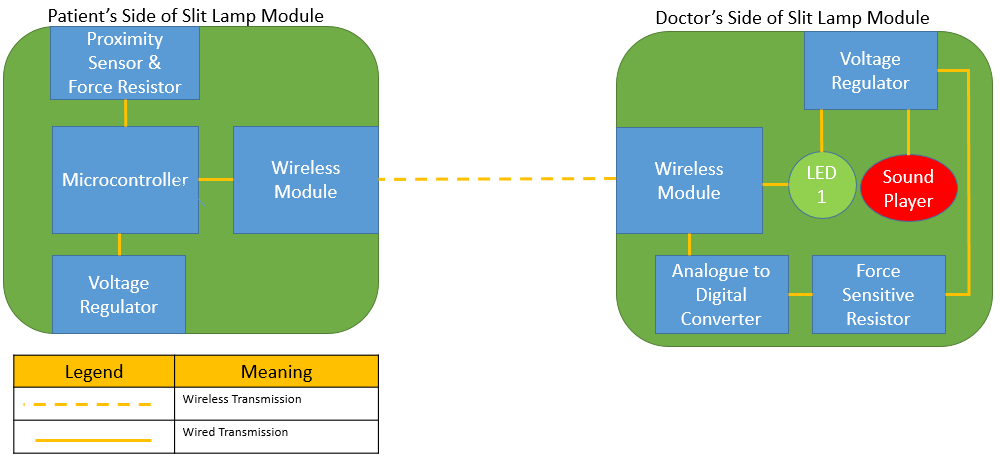 Patient’s Side of Slit Lamp Module
Proximity
Sensor &
Force Resistor
Microcontroller
Wireless
Module
Voltage
Regulator
Doctor’s Side of Slit Lamp Module
Voltage
Regulator
Wireless
Module
LED
1
Sound
Player
Analogue to
Digital
Converter
Force
Sensitive
Resistor
Legend
Meaning
Wireless Transmission
Wired Transmission